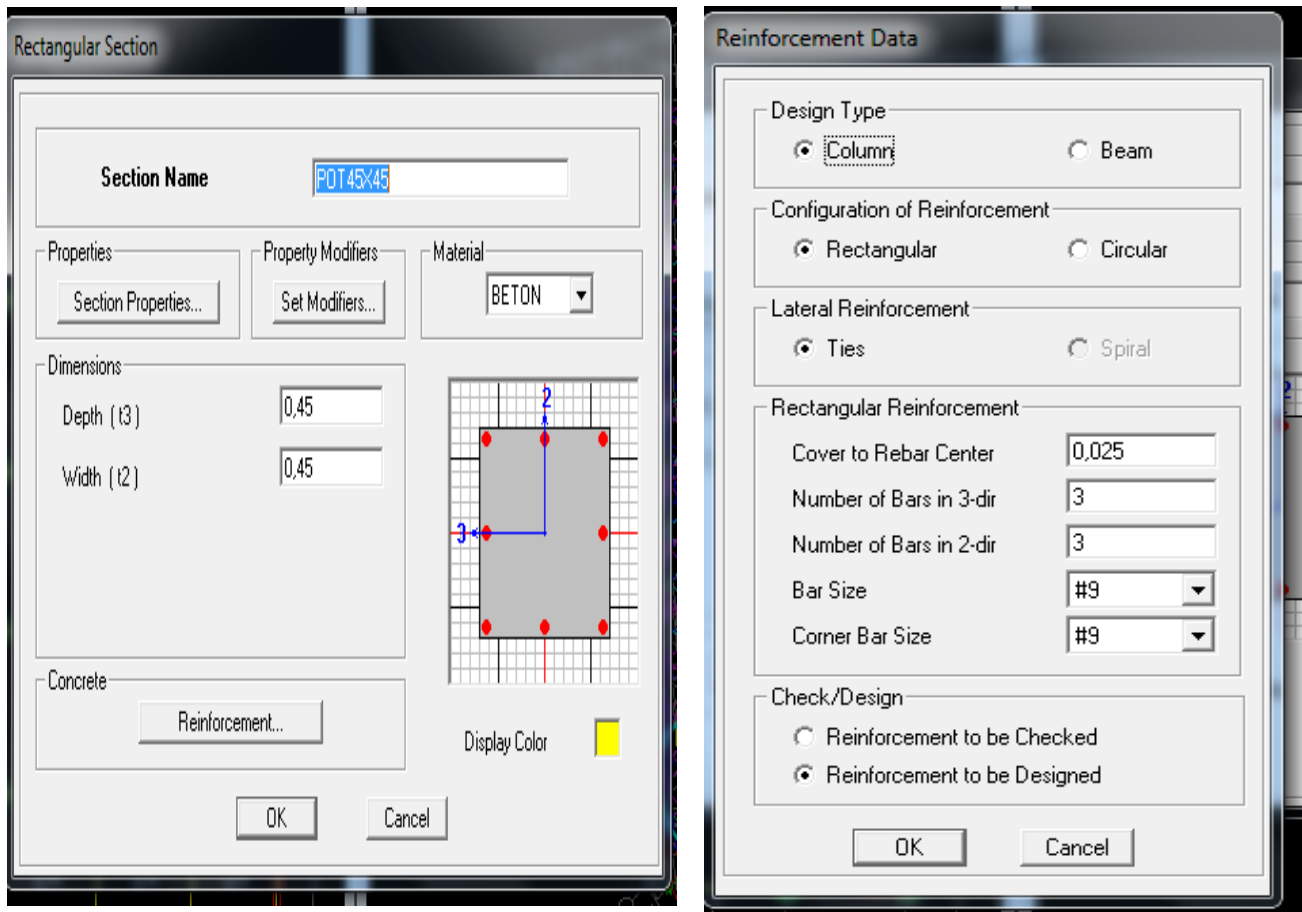 Rectangular Section
Section Name POT45X45
Properties Property Modifiers Material
Section Properties... Set Modifiers... BETON
Dimensions
Depth ( t3 ) 0,45
Width ( t2 ) 0,45
2
3
Concrete
Reinforcement...
Display Color
OK Cancel
Reinforcement Data
Design Type
Column Beam
Configuration of Reinforcement
Rectangular Circular
Lateral Reinforcement
Ties Spiral
Rectangular Reinforcement
Cover to Rebar Center 0,025
Number of Bars in 3-dir 3
Number of Bars in 2-dir 3
Bar Size #9
Corner Bar Size #9
Check/Design
Reinforcement to be Checked
Reinforcement to be Designed
OK Cancel
2